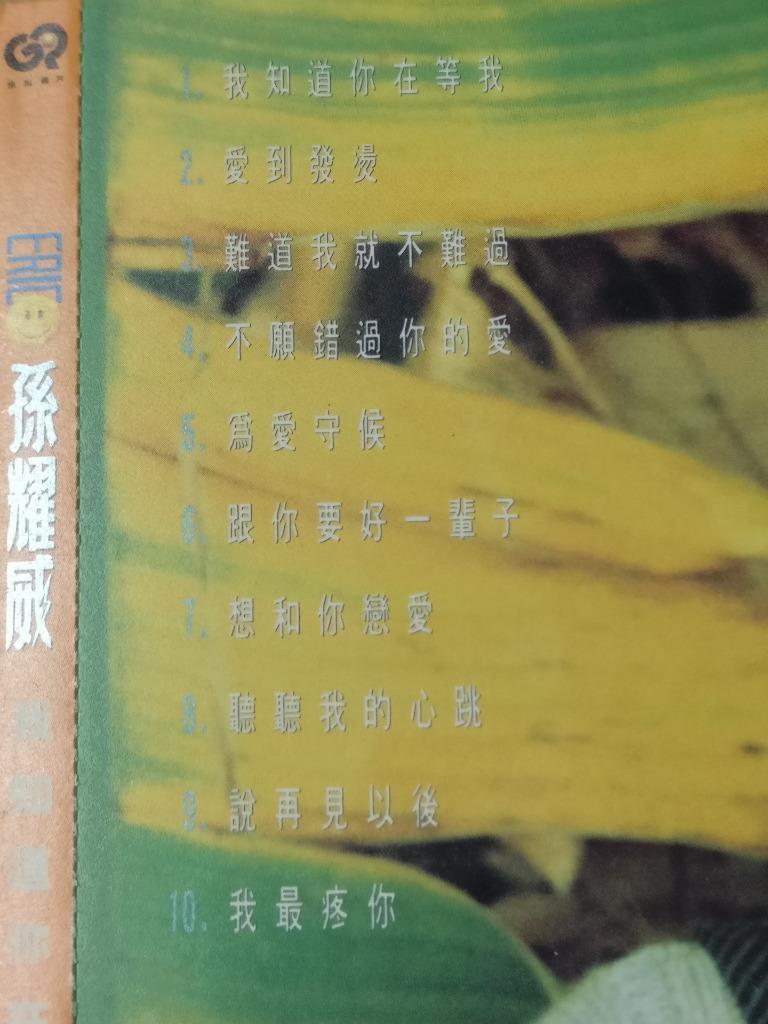 1. 我知道你在等我
2. 愛到發燙
3. 難道我就不難過
4. 不願錯過你的愛
5. 爲愛守候
6. 跟你要好一輩子
7. 想和你戀愛
8. 聽聽我的心跳
9. 說再見以後
10. 我最疼你
孫耀威
我知道你在